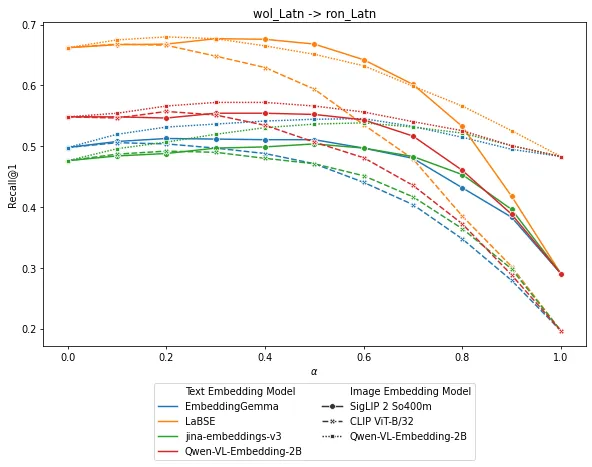 wol_Latn -> ron_Latn
Recall@1
0.7
0.6
0.5
0.4
0.3
0.2
0.0 0.2 0.4 0.6 0.8 1.0
α
Text Embedding Model Image Embedding Model
EmbeddingGemma SigLIP 2 So400m
LaBSE CLIP ViT-B/32
jina-embeddings-v3 Qwen-VL-Embedding-2B
Qwen-VL-Embedding-2B